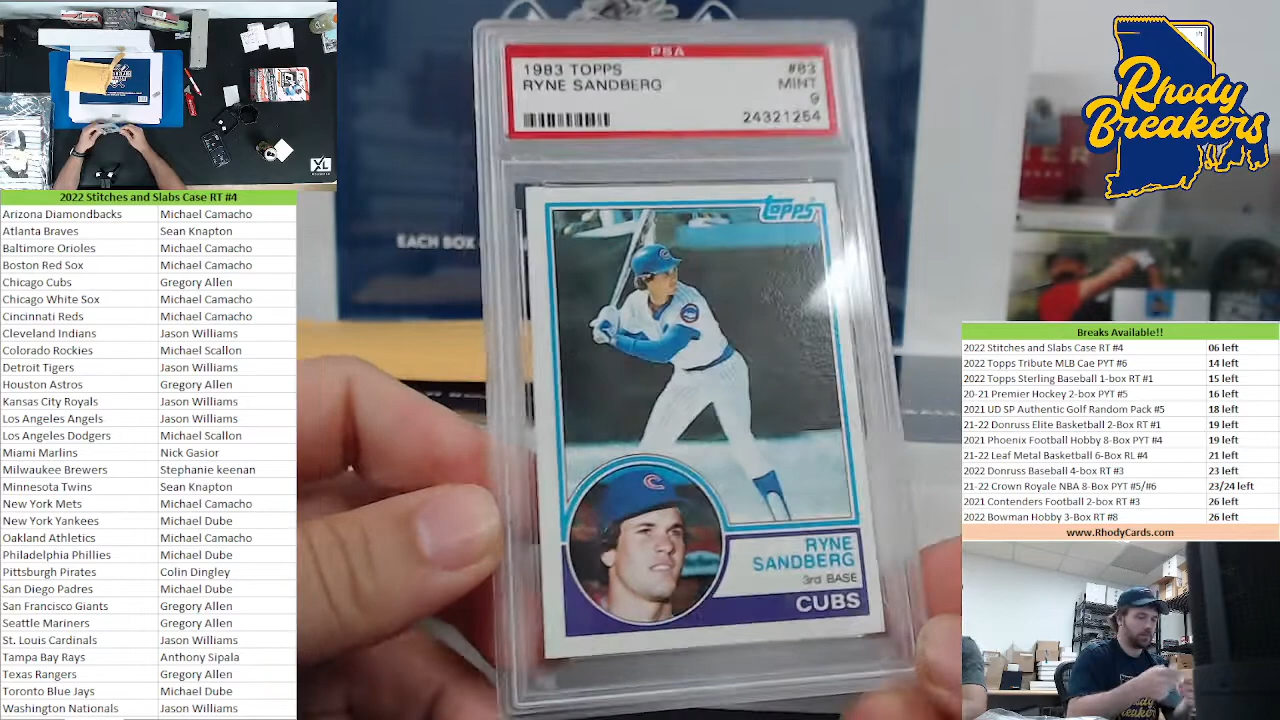 2022 Stitches and Slabs Case RT #4
Arizona Diamondbacks Michael Camacho
Atlanta Braves Sean Knapton
Baltimore Orioles Michael Camacho
Boston Red Sox Michael Camacho
Chicago Cubs Gregory Allen
Chicago White Sox Michael Camacho
Cincinnati Reds Michael Camacho
Cleveland Indians Jason Williams
Colorado Rockies Michael Scallon
Detroit Tigers Jason Williams
Houston Astros Gregory Allen
Kansas City Royals Jason Williams
Los Angeles Angels Jason Williams
Los Angeles Dodgers Michael Scallon
Miami Marlins Nick Gasior
Milwaukee Brewers Stephanie keenan
Minnesota Twins Sean Knapton
New York Mets Michael Camacho
New York Yankees Michael Dube
Oakland Athletics Michael Camacho
Philadelphia Phillies Michael Dube
Pittsburgh Pirates Colin Dingley
San Diego Padres Michael Dube
San Francisco Giants Gregory Allen
Seattle Mariners Gregory Allen
St. Louis Cardinals Jason Williams
Tampa Bay Rays Anthony Sipala
Texas Rangers Gregory Allen
Toronto Blue Jays Michael Dube
Washington Nationals Jason Williams
XL
PSA
1983 TOPPS #83
RYNE SANDBERG MINT
9
24321254
EACH BOX
Topps
RYNE
SANDBERG
3rd BASE
CUBS
Rhody
Breakers
Breaks Available!!
2022 Stitches and Slabs Case RT #4 06 left
2022 Topps Tribute MLB Cae PYT #6 14 left
2022 Topps Sterling Baseball 1-box RT #1 15 left
20-21 Premier Hockey 2-box PYT #5 16 left
2021 UD SP Authentic Golf Random Pack #5 18 left
21-22 Donruss Elite Basketball 2-Box RT #1 19 left
2021 Phoenix Football Hobby 8-Box PYT #4 19 left
21-22 Leaf Metal Basketball 6-Box RL #4 21 left
2022 Donruss Baseball 4-box RT #3 23 left
21-22 Crown Royale NBA 8-Box PYT #5/#6 23/24 left
2021 Contenders Football 2-box RT #3 26 left
2022 Bowman Hobby 3-Box RT #8 26 left
www.RhodyCards.com
Rhody
Breakers